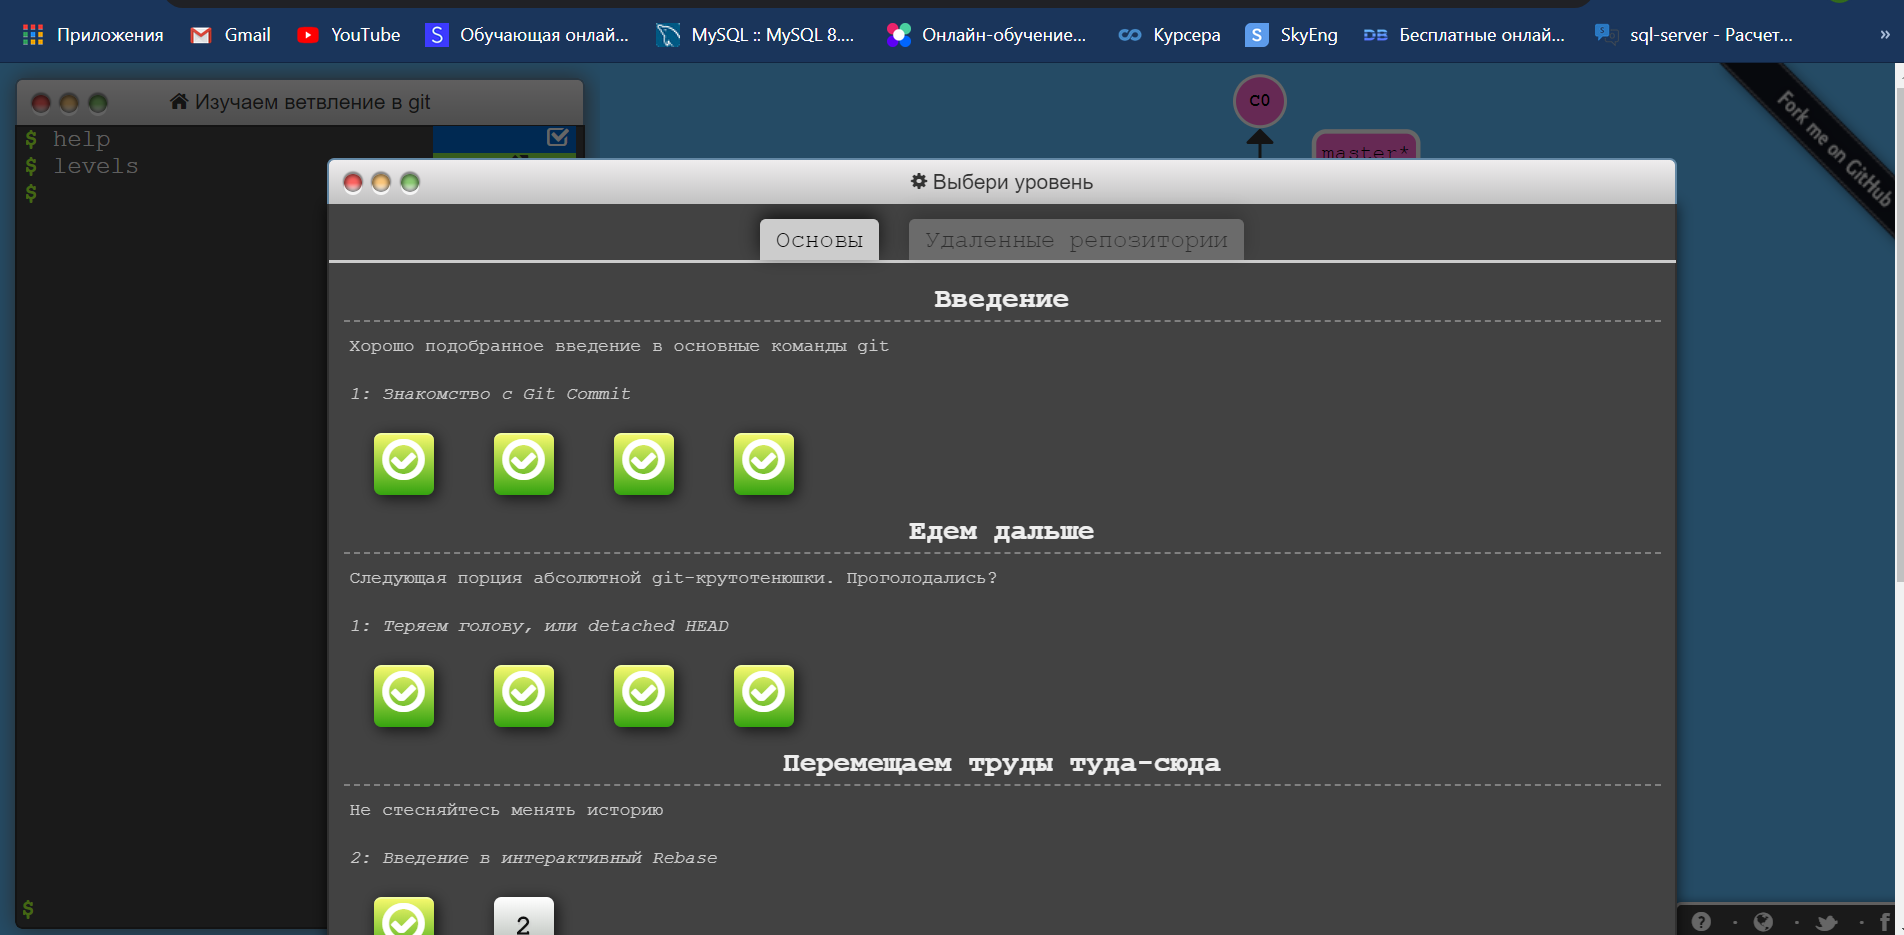 Приложения
Gmail
YouTube
S Обучающая онлай...
MySQL :: MySQL 8....
Онлайн-обучение...
Курсера
S SkyEng
DB Бесплатные онлай...
sql-server - Расчет...
»
Изучаем ветвление в git
$ help
$ levels
$
$
C0
master*
Fork me on GitHub
Выбери уровень
Основы
Удаленные репозитории
Введение
Хорошо подобранное введение в основные команды git
1: Знакомство с Git Commit
Едем дальше
Следующая порция абсолютной git-крутотенюшки. Проголодались?
1: Теряем голову, или detached HEAD
Перемещаем труды туда-сюда
Не стесняйтесь менять историю
2: Введение в интерактивный Rebase
2